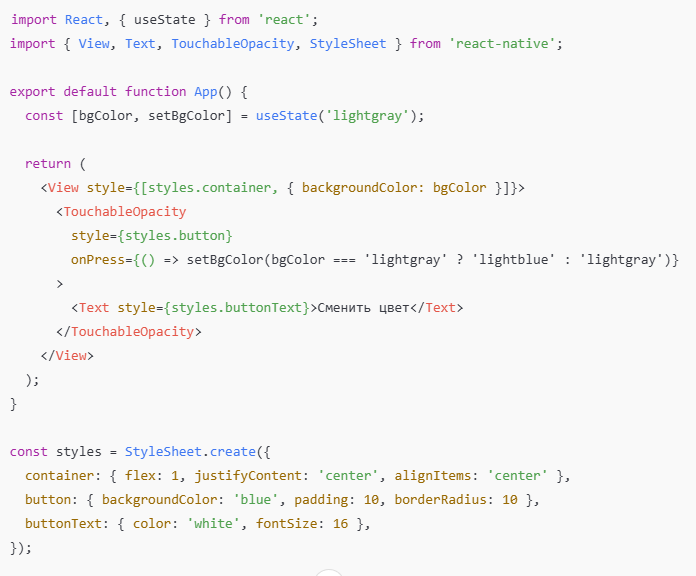 import React, { useState } from 'react';
import { View, Text, TouchableOpacity, StyleSheet } from 'react-native';

export default function App() {
  const [bgColor, setBgColor] = useState('lightgray');

  return (
    <View style={[styles.container, { backgroundColor: bgColor }]}>
      <TouchableOpacity
        style={styles.button}
        onPress={() => setBgColor(bgColor === 'lightgray' ? 'lightblue' : 'lightgray')}
      >
        <Text style={styles.buttonText}>Сменить цвет</Text>
      </TouchableOpacity>
    </View>
  );
}

const styles = StyleSheet.create({
  container: { flex: 1, justifyContent: 'center', alignItems: 'center' },
  button: { backgroundColor: 'blue', padding: 10, borderRadius: 10 },
  buttonText: { color: 'white', fontSize: 16 },
});